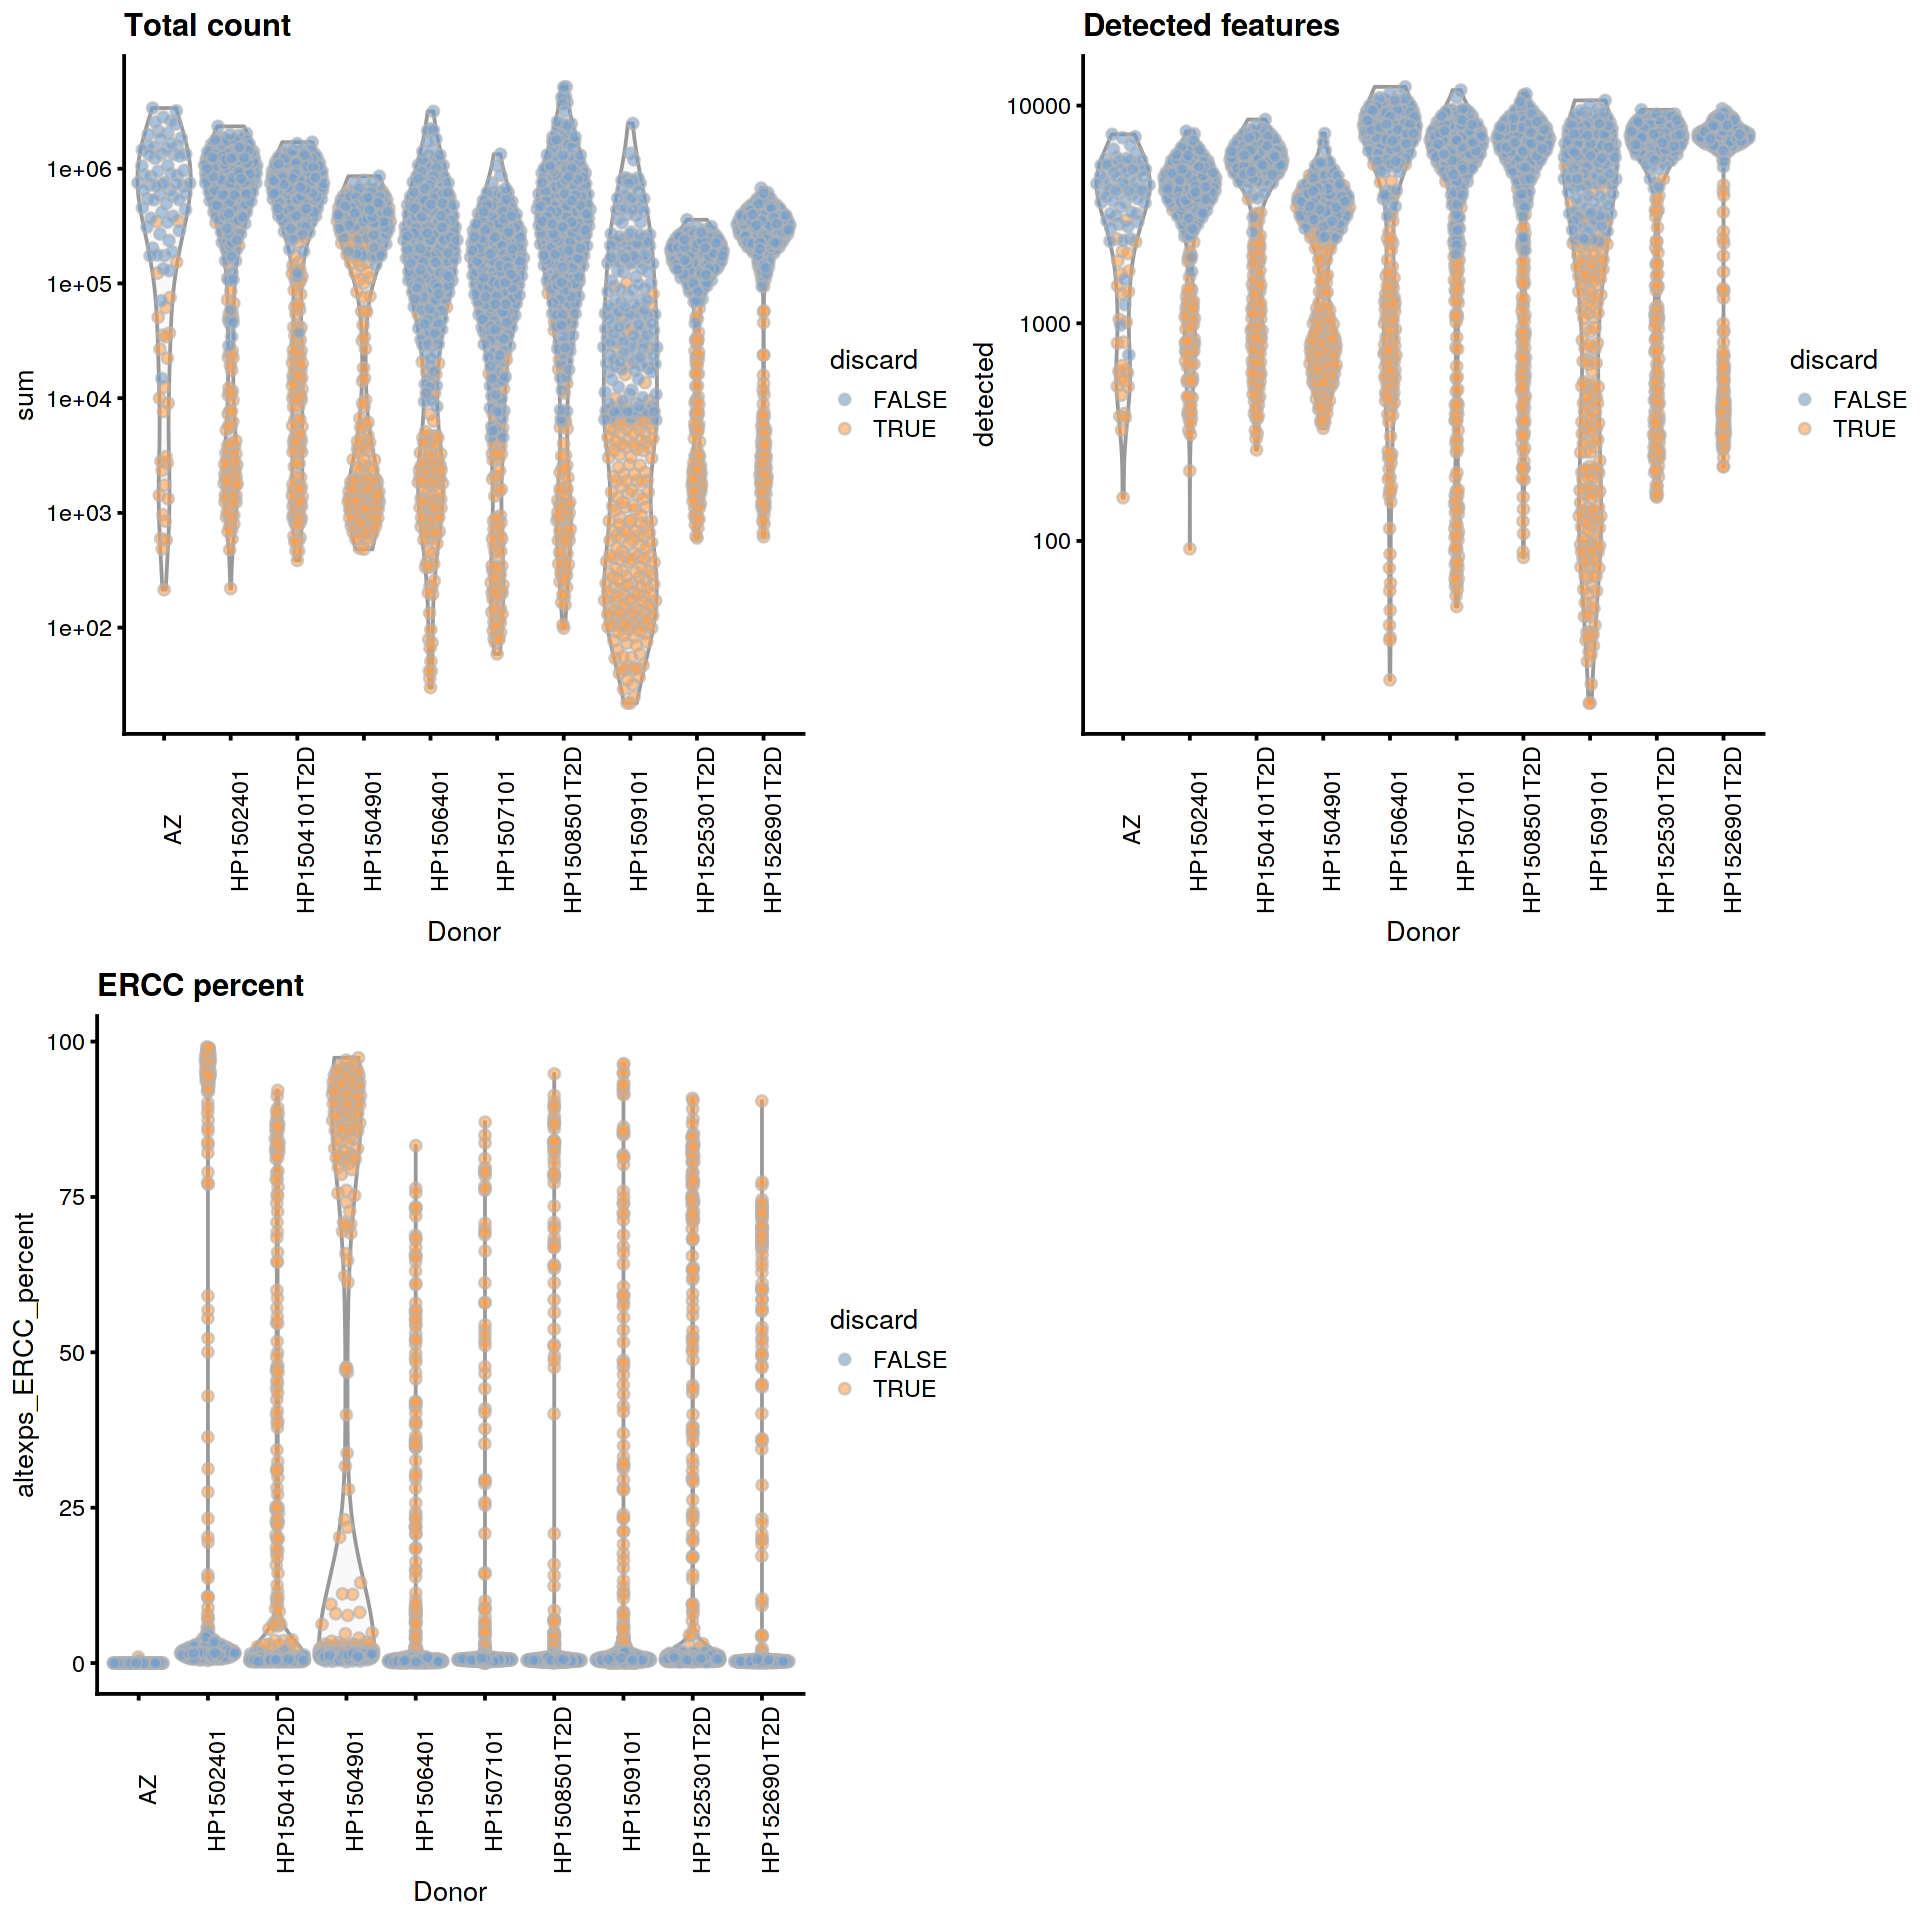 Total count
sum
1e+06
1e+05
1e+04
1e+03
1e+02
AZ
HP1502401
HP1504101T2D
HP1504901
HP1506401
HP1507101
HP1508501T2D
HP1509101
HP1525301T2D
HP1526901T2D
Donor
discard
FALSE
TRUE
Detected features
detected
10000
1000
100
AZ
HP1502401
HP1504101T2D
HP1504901
HP1506401
HP1507101
HP1508501T2D
HP1509101
HP1525301T2D
HP1526901T2D
Donor
discard
FALSE
TRUE
ERCC percent
altexps_ERCC_percent
100
75
50
25
0
AZ
HP1502401
HP1504101T2D
HP1504901
HP1506401
HP1507101
HP1508501T2D
HP1509101
HP1525301T2D
HP1526901T2D
Donor
discard
FALSE
TRUE